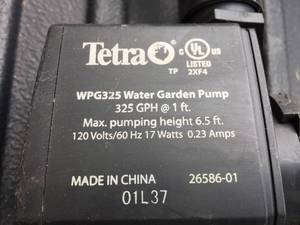 Tetra
C UL US
LISTED
TP 2XF4
WPG325 Water Garden Pump
325 GPH @ 1 ft.
Max. pumping height 6.5 ft.
120 Volts/60 Hz 17 Watts 0.23 Amps
MADE IN CHINA 26586-01
01L37